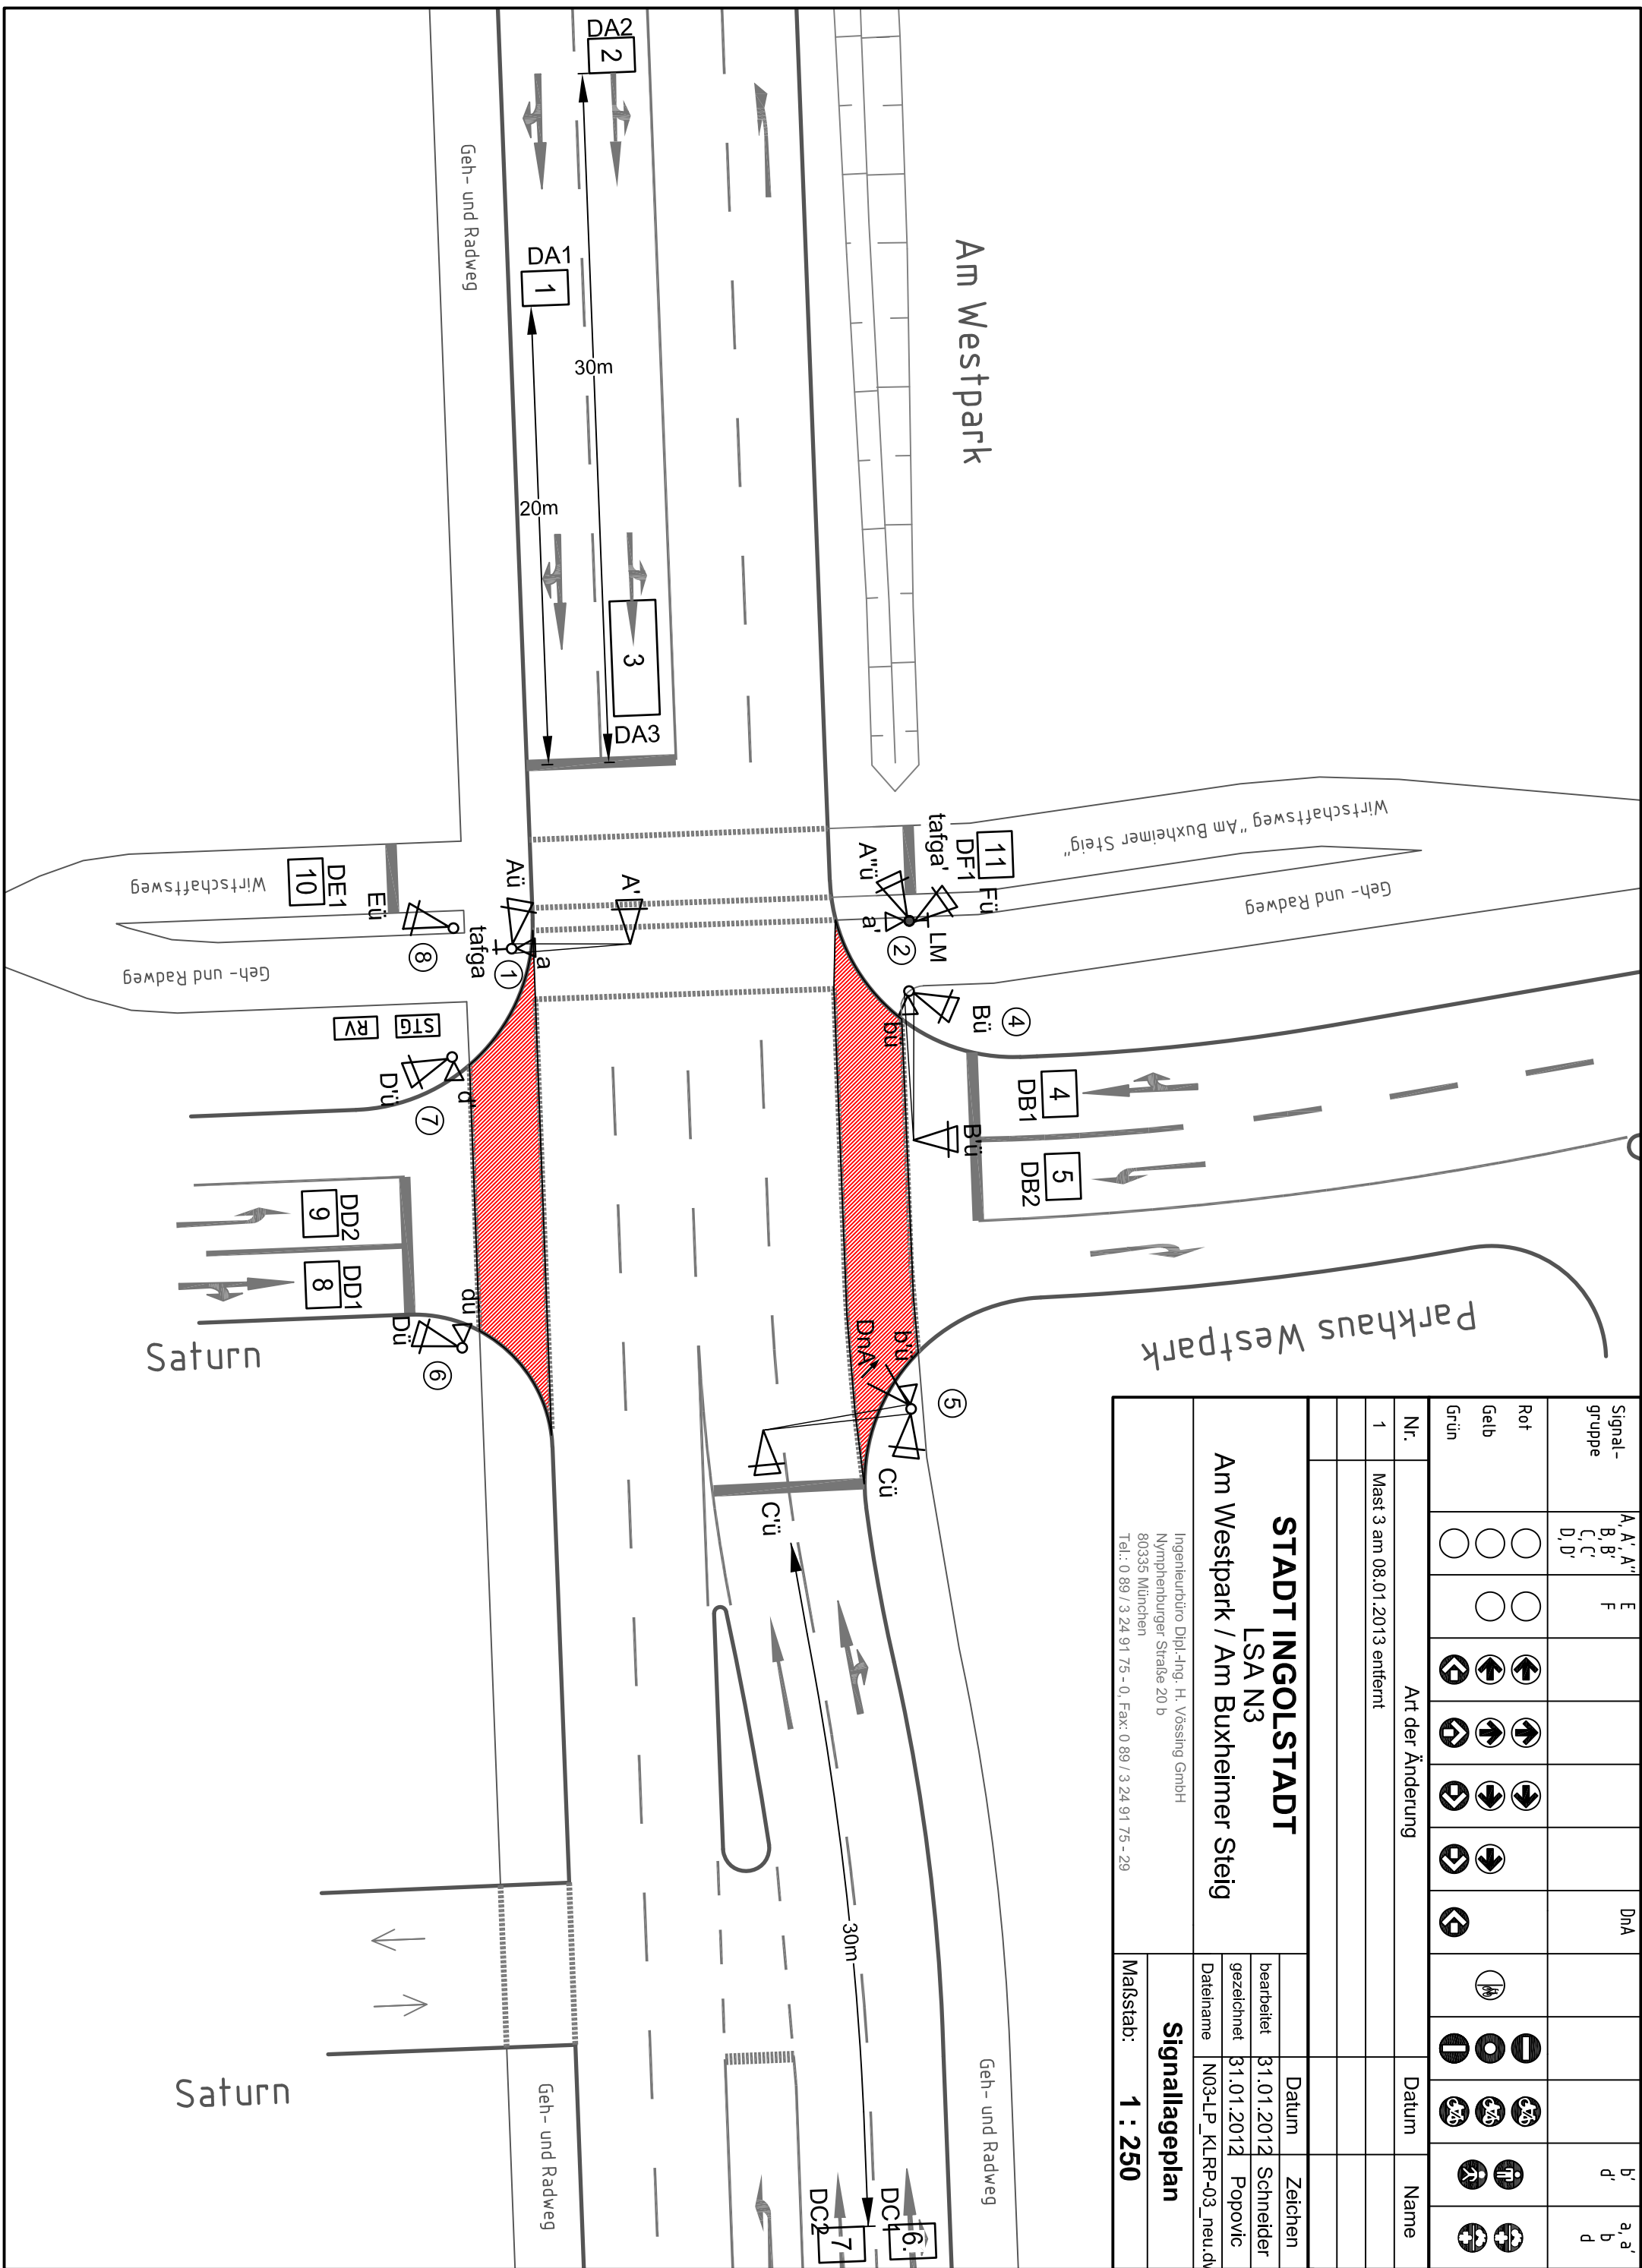 Am Westpark
Geh- und Radweg
DA2
2
DA1
1
30m
20m
3
DA3
Wirtschaftsweg "Am Buxheimer Steig"
Geh- und Radweg
11
DF1
tafga'
Fü
A''ü
a'
LM
2
Aü
A'
a
tafga
1
Wirtschaftsweg
10
DE1
Eü
8
Geh- und Radweg
STG
RV
D'ü
d'
7
Bü
bü
4
B'ü
4
DB1
5
DB2
DD2
9
DD1
8
dü
Dü
6
Saturn
Parkhaus Westpark
b'ü
DnA
5
Cü
C'ü
30m
DC1
6
DC2
7
Geh- und Radweg
Geh- und Radweg
Saturn
Signal-
gruppe
A, A', A''
B,B'
C,C'
D,D'
E
F
DnA
b'
d'
a, a'
b
d
Rot
Gelb
Grün
Nr.
Art der Änderung
Datum
Name
1
Mast 3 am 08.01.2013 entfernt
STADT INGOLSTADT
LSA N3
Am Westpark / Am Buxheimer Steig
Datum
Zeichen
bearbeitet
31.01.2012
Schneider
gezeichnet
31.01.2012
Popovic
Dateiname
N03-LP_KLRP-03_neu.dw
Ingenieurbüro Dipl.-Ing. H. Vössing GmbH
Nymphenburger Straße 20 b
80335 München
Tel.: 0 89 / 3 24 91 75 - 0, Fax: 0 89 / 3 24 91 75 - 29
Signallageplan
Maßstab:
1 : 250